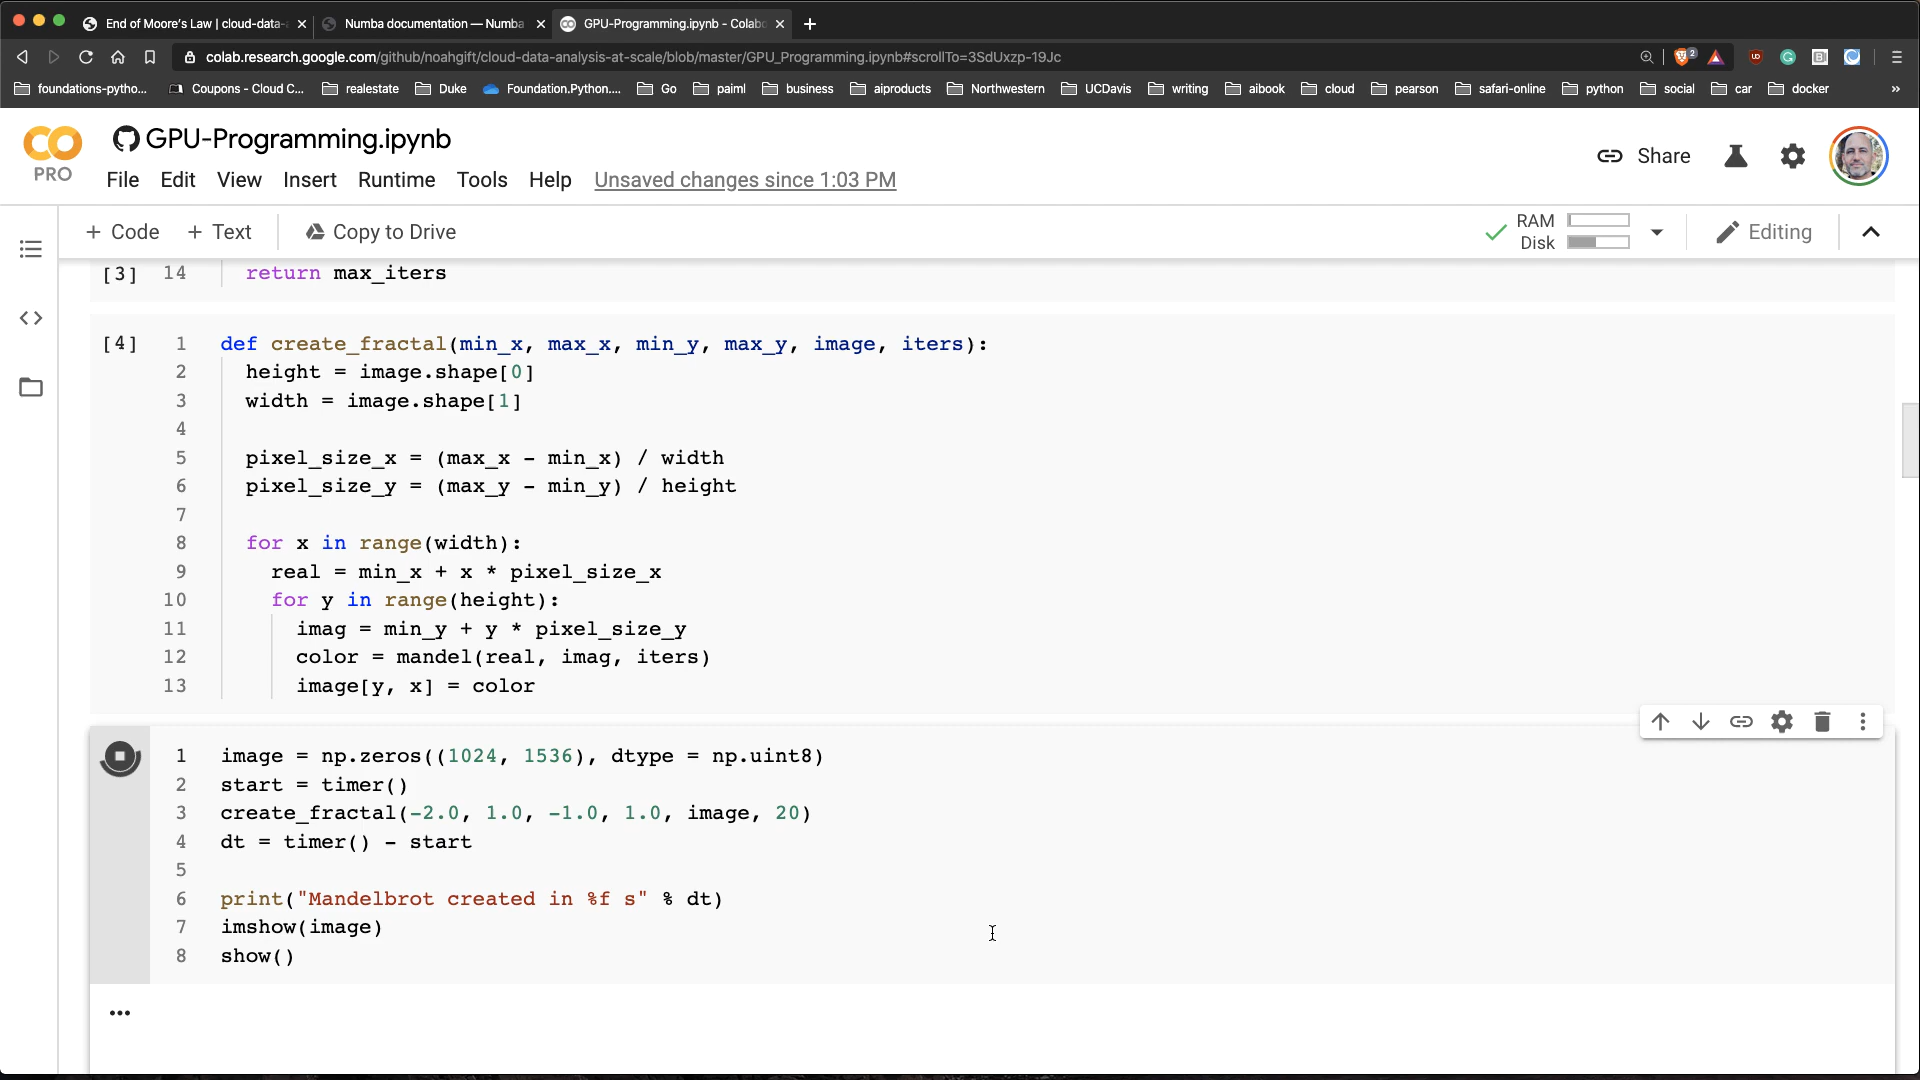 End of Moore's Law | cloud-data-
Numba documentation — Numba
GPU-Programming.ipynb - Colabo
colab.research.google.com/github/noahgift/cloud-data-analysis-at-scale/blob/master/GPU_Programming.ipynb#scrollTo=3SdUxzp-19Jc
2
foundations-pytho...
Coupons - Cloud C...
realestate
Duke
Foundation.Python....
Go
paiml
business
aiproducts
Northwestern
UCDavis
writing
aibook
cloud
pearson
safari-online
python
social
car
docker
»
CO
PRO
GPU-Programming.ipynb
File Edit View Insert Runtime Tools Help Unsaved changes since 1:03 PM
Share
+ Code + Text Copy to Drive
RAM
Disk
Editing
[3] 14 return max_iters
[4] 1 def create_fractal(min_x, max_x, min_y, max_y, image, iters):
2 height = image.shape[0]
3 width = image.shape[1]
4
5 pixel_size_x = (max_x - min_x) / width
6 pixel_size_y = (max_y - min_y) / height
7
8 for x in range(width):
9 real = min_x + x * pixel_size_x
10 for y in range(height):
11 imag = min_y + y * pixel_size_y
12 color = mandel(real, imag, iters)
13 image[y, x] = color
1 image = np.zeros((1024, 1536), dtype = np.uint8)
2 start = timer()
3 create_fractal(-2.0, 1.0, -1.0, 1.0, image, 20)
4 dt = timer() - start
5
6 print("Mandelbrot created in %f s" % dt)
7 imshow(image)
8 show()
...